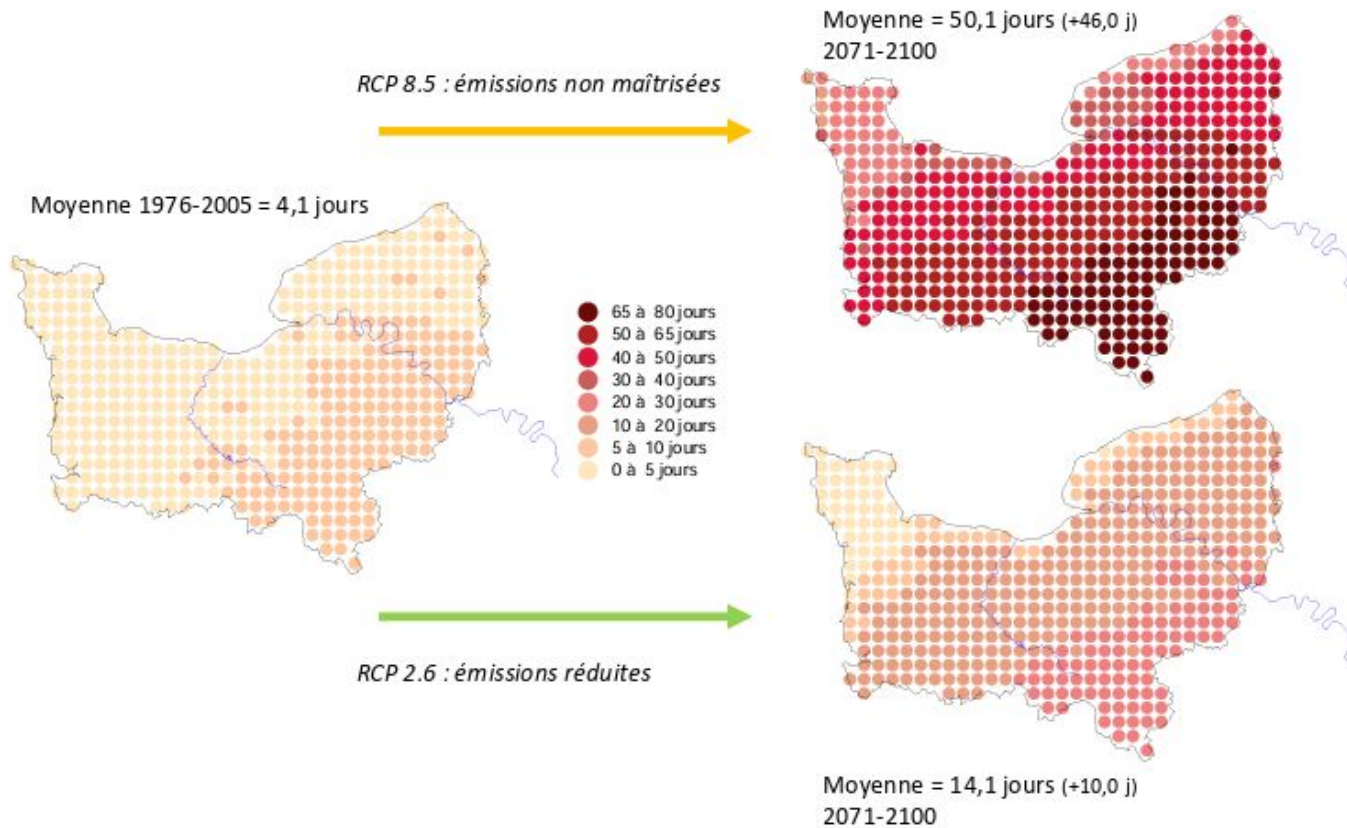 Moyenne = 50,1 jours (+46,0 j)
2071-2100
RCP 8.5 : émissions non maîtrisées
Moyenne 1976-2005 = 4,1 jours
65 à 80 jours
50 à 65 jours
40 à 50 jours
30 à 40 jours
20 à 30 jours
10 à 20 jours
5 à 10 jours
0 à 5 jours
RCP 2.6 : émissions réduites
Moyenne = 14,1 jours (+10,0 j)
2071-2100